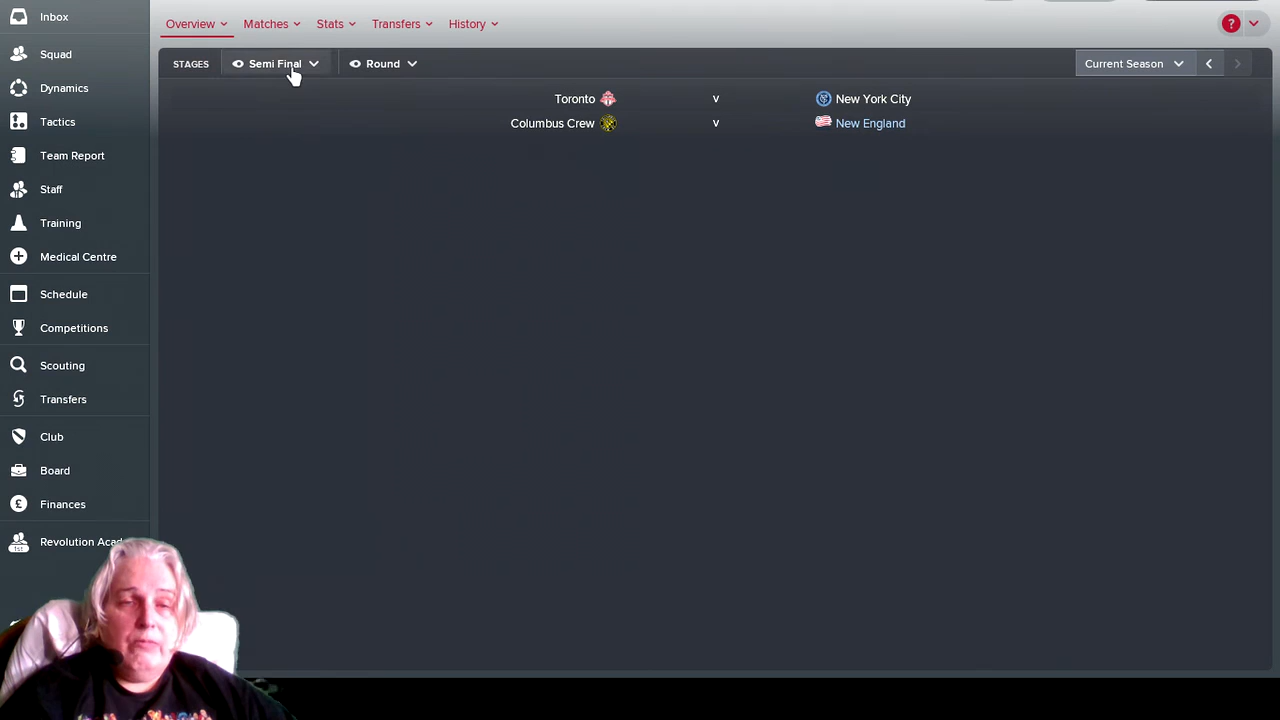 Inbox
Overview Matches Stats Transfers History
?
Squad
STAGES Semi Final Round Current Season
Dynamics
Toronto v New York City
Tactics
Columbus Crew v New England
Team Report
Staff
Training
Medical Centre
Schedule
Competitions
Scouting
Transfers
Club
Board
£ Finances
1st Revolution Acad